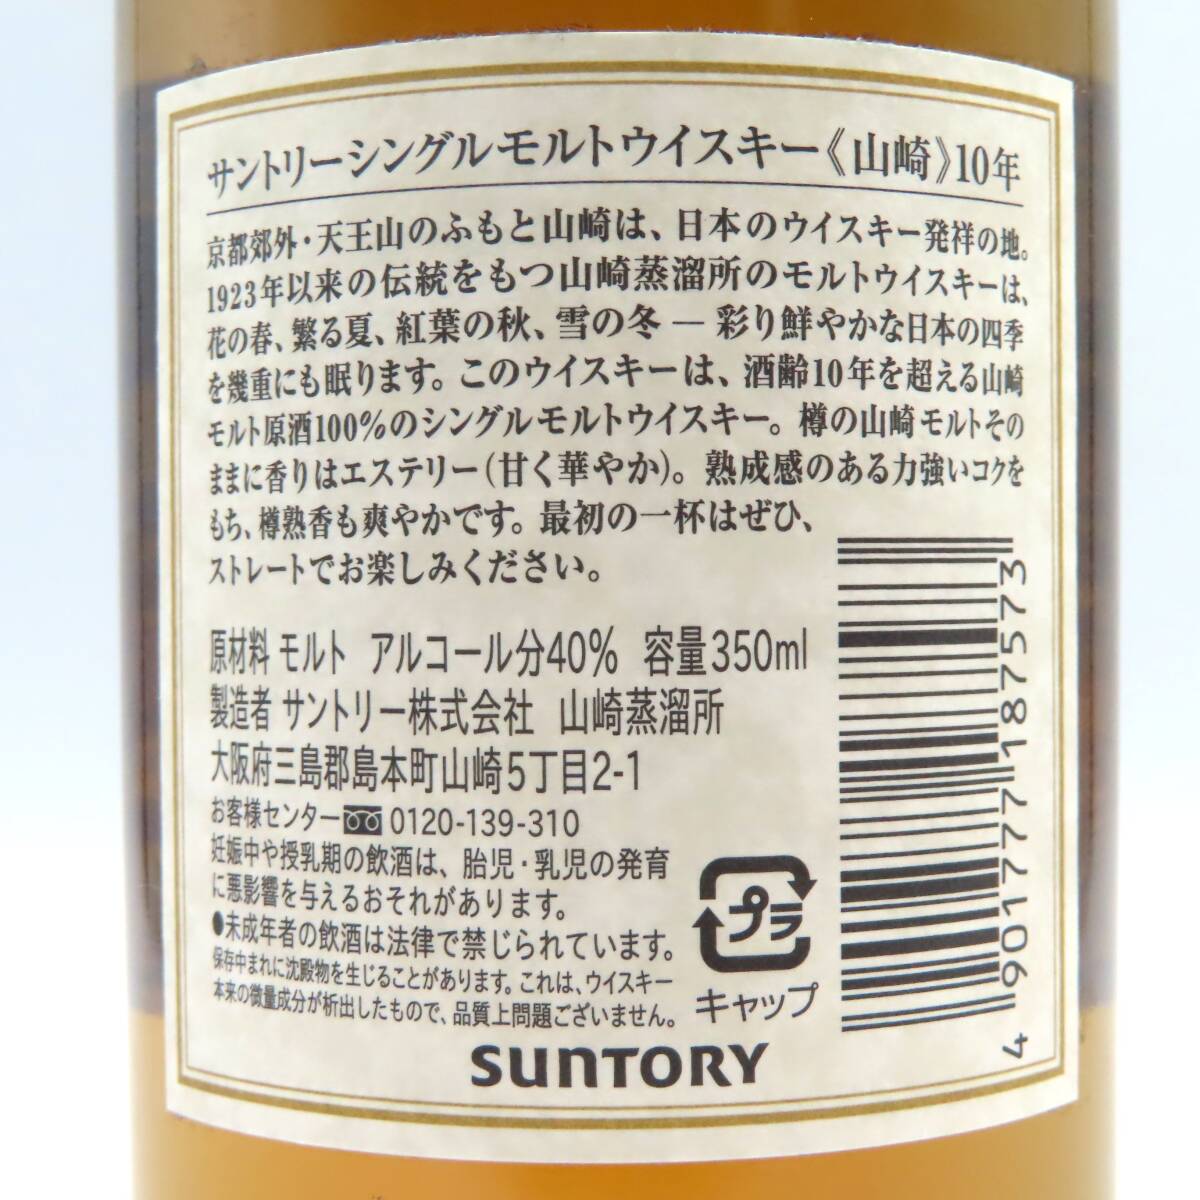 サントリーシングルモルトウイスキー《山崎》10年
京都郊外・天王山のふもと山崎は、日本のウイスキー発祥の地。
1923年以来の伝統をもつ山崎蒸溜所のモルトウイスキーは、
花の春、繁る夏、紅葉の秋、雪の冬 ― 彩り鮮やかな日本の四季
を幾重にも眠ります。このウイスキーは、酒齢10年を超える山崎
モルト原酒100%のシングルモルトウイスキー。樽の山崎モルトその
ままに香りはエステリー(甘く華やか)。熟成感のある力強いコクを
もち、樽熟香も爽やかです。最初の一杯はぜひ、
ストレートでお楽しみください。
原材料 モルト アルコール分40% 容量350ml
製造者 サントリー株式会社 山崎蒸溜所
大阪府三島郡島本町山崎5丁目2-1
お客様センター 0120-139-310
妊娠中や授乳期の飲酒は、胎児・乳児の発育
に悪影響を与えるおそれがあります。
●未成年者の飲酒は法律で禁じられています。
保存中まれに沈殿物を生じることがあります。これは、ウイスキー
本来の微量成分が析出したもので、品質上問題ございません。
プラ
キャップ
SUNTORY
4 901777 187573